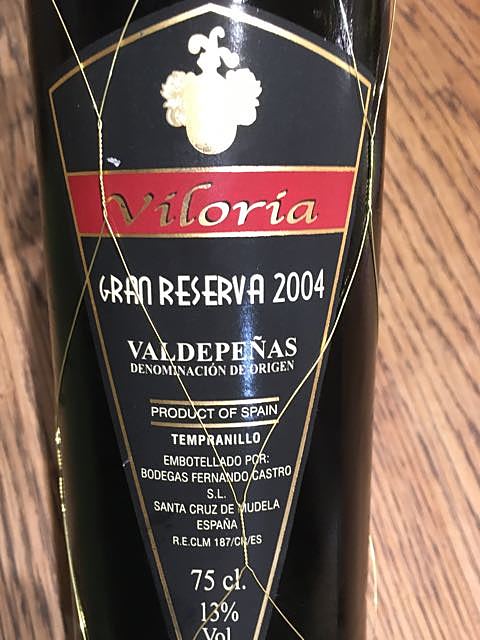 Viloria
GRAN RESERVA 2004
VALDEPEÑAS
DENOMINACIÓN DE ORIGEN
PRODUCT OF SPAIN
TEMPRANILLO
EMBOTELLADO POR:
BODEGAS FERNANDO CASTRO
S.L.
SANTA CRUZ DE MUDELA
ESPAÑA
R.E.CLM 187/CR/ES
75 cl.
13%
Vol.